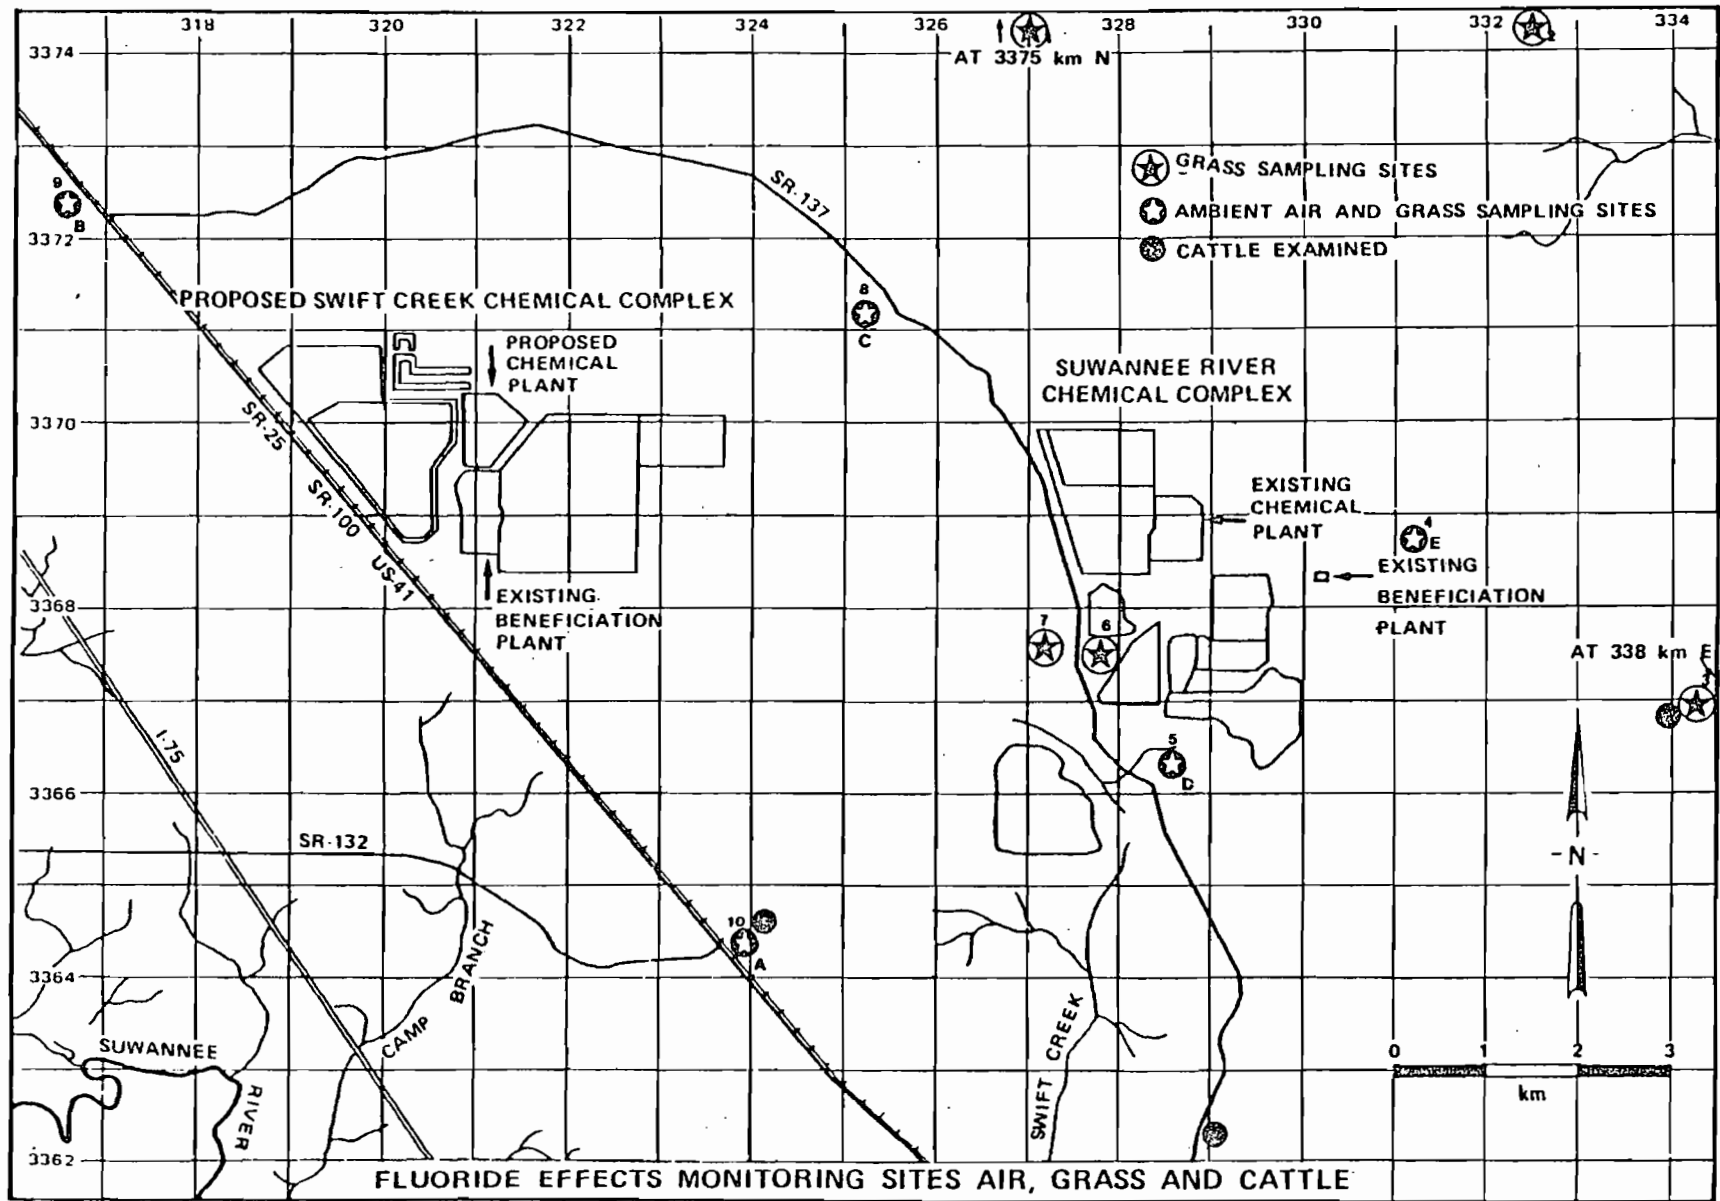 318 320 322 324 326 328 330 332 334
3374
AT 3375 km N
GRASS SAMPLING SITES
AMBIENT AIR AND GRASS SAMPLING SITES
CATTLE EXAMINED
SR-137
9
B
3372
8
C
PROPOSED SWIFT CREEK CHEMICAL COMPLEX
PROPOSED
CHEMICAL
PLANT
SUWANNEE RIVER
CHEMICAL COMPLEX
3370
SR-25
SR-100
US-41
EXISTING
CHEMICAL
PLANT
4
E
EXISTING
BENEFICIATION
PLANT
EXISTING
BENEFICIATION
PLANT
3368
7
6
AT 338 km E
I-75
5
D
3366
SR-132
- N -
10
A
3364
CAMP BRANCH
SWIFT CREEK
SUWANNEE
RIVER
0 1 2 3
km
3362
FLUORIDE EFFECTS MONITORING SITES AIR, GRASS AND CATTLE